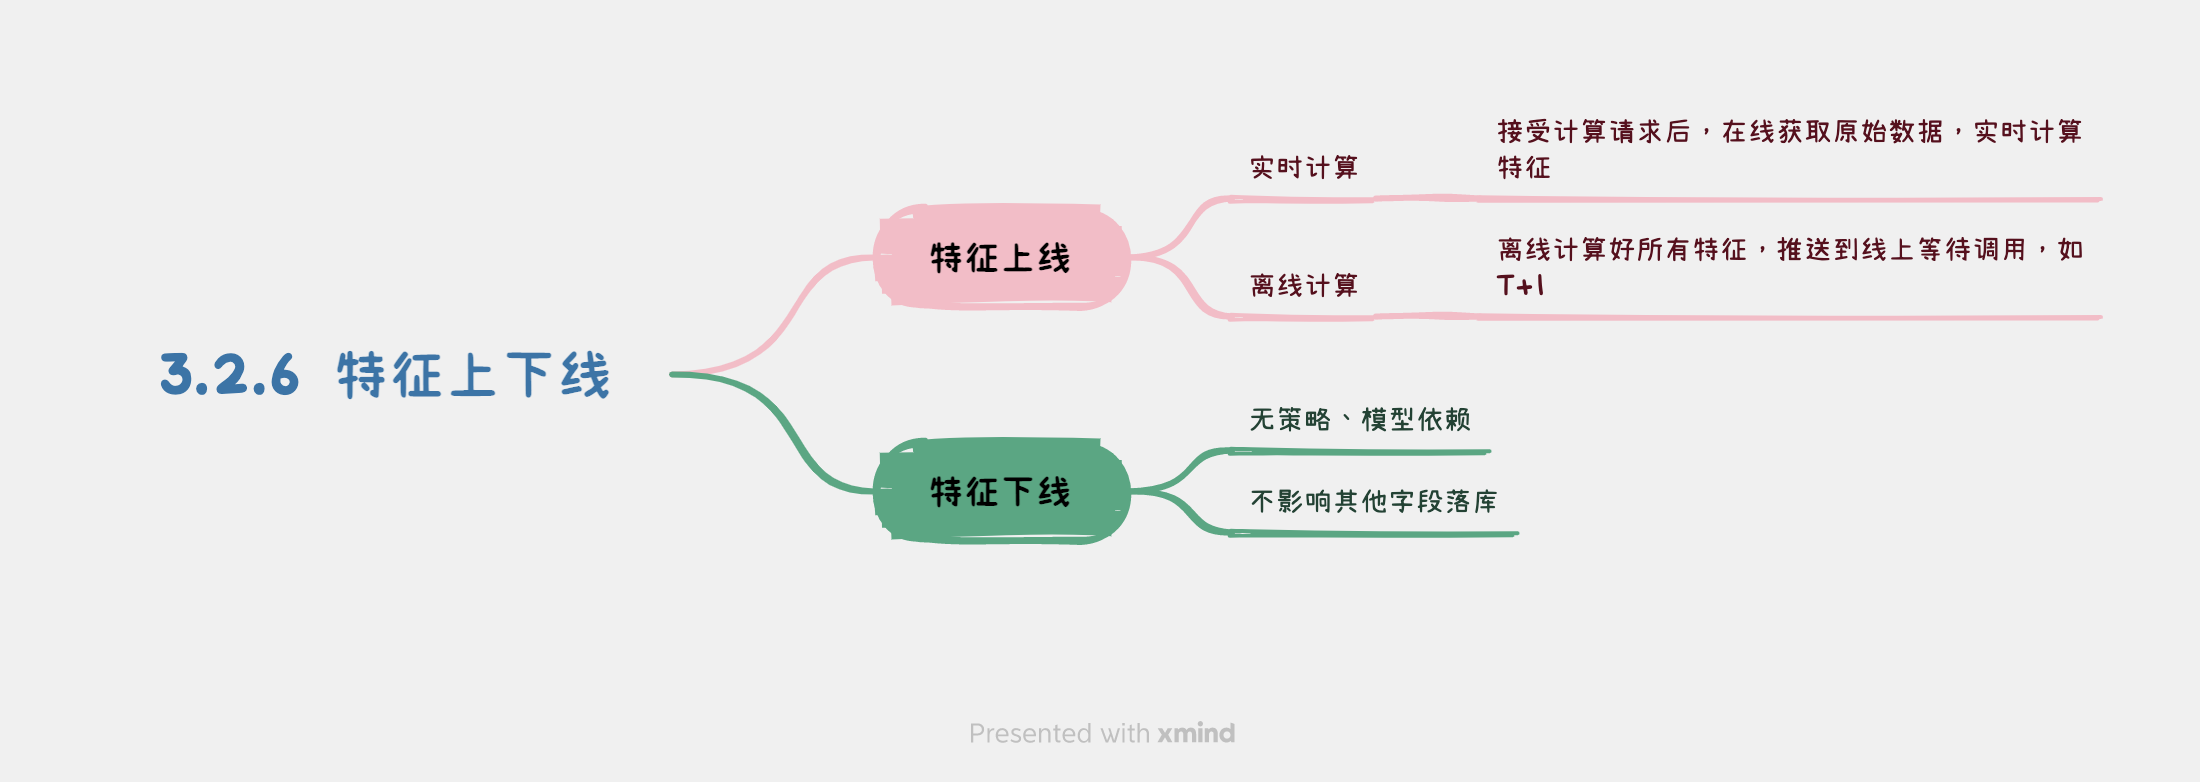 3.2.6 特征上下线
特征上线
实时计算
接受计算请求后，在线获取原始数据，实时计算
特征
离线计算
离线计算好所有特征，推送到线上等待调用，如
T+1
特征下线
无策略、模型依赖
不影响其他字段落库
Presented with xmind